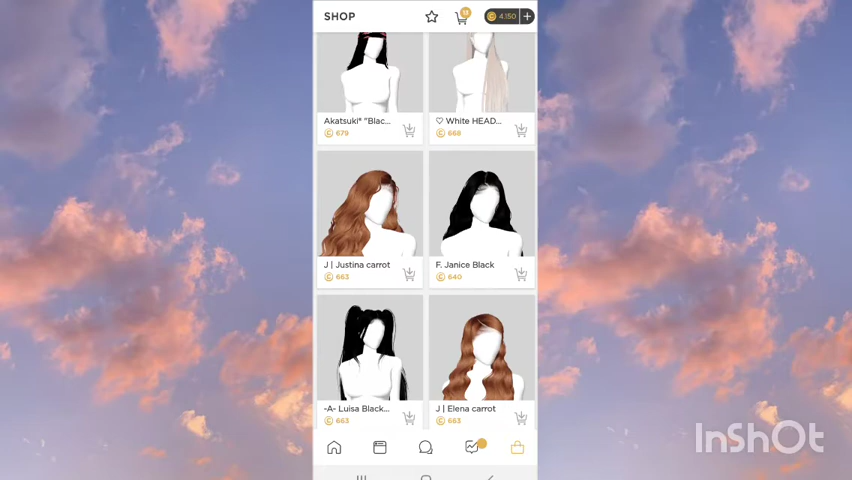 SHOP
13
4,150
+
Akatsuki* "Blac...
679
♡ White HEAD...
668
J | Justina carrot
663
F. Janice Black
640
-A- Luisa Black...
663
J | Elena carrot
663
InShOt